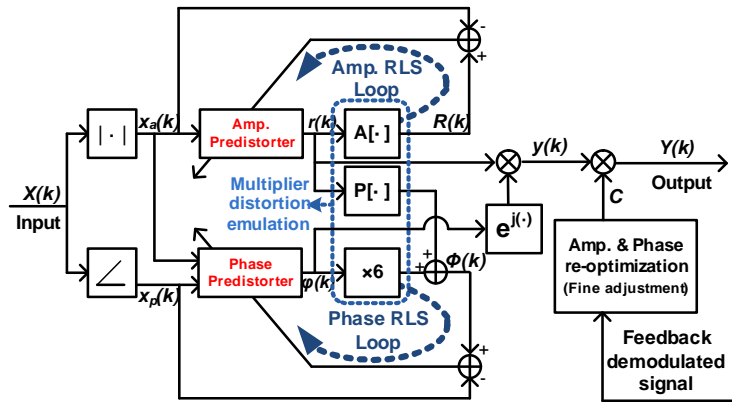 -
+
Amp. RLS
Loop
x_a(k)
Amp.
Predistorter
r(k)
A[·]
R(k)
|·|
y(k)
Y(k)
X(k)
Input
Output
Multiplier
distortion
emulation
P[·]
C
e^{j(·)}
Amp. & Phase
re-optimization
(Fine adjustment)
+
+
Phase
Predistorter
φ(k)
×6
Φ(k)
x_p(k)
Phase RLS
Loop
+
-
Feedback
demodulated
signal